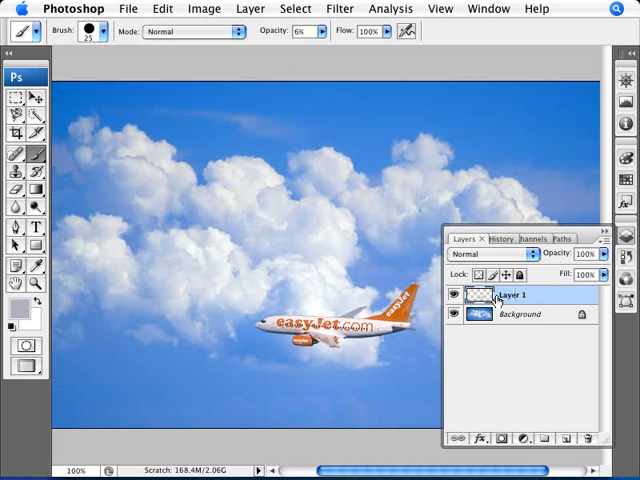 Photoshop File Edit Image Layer Select Filter Analysis View Window Help
Brush: 25 Mode: Normal Opacity: 6% Flow: 100%
Ps
T
easyJet
easyJet.com
Layers × History hannels Paths
Normal Opacity: 100%
Lock: Fill: 100%
Layer 1
Background
fx
100% Scratch: 168.4M/2.06G